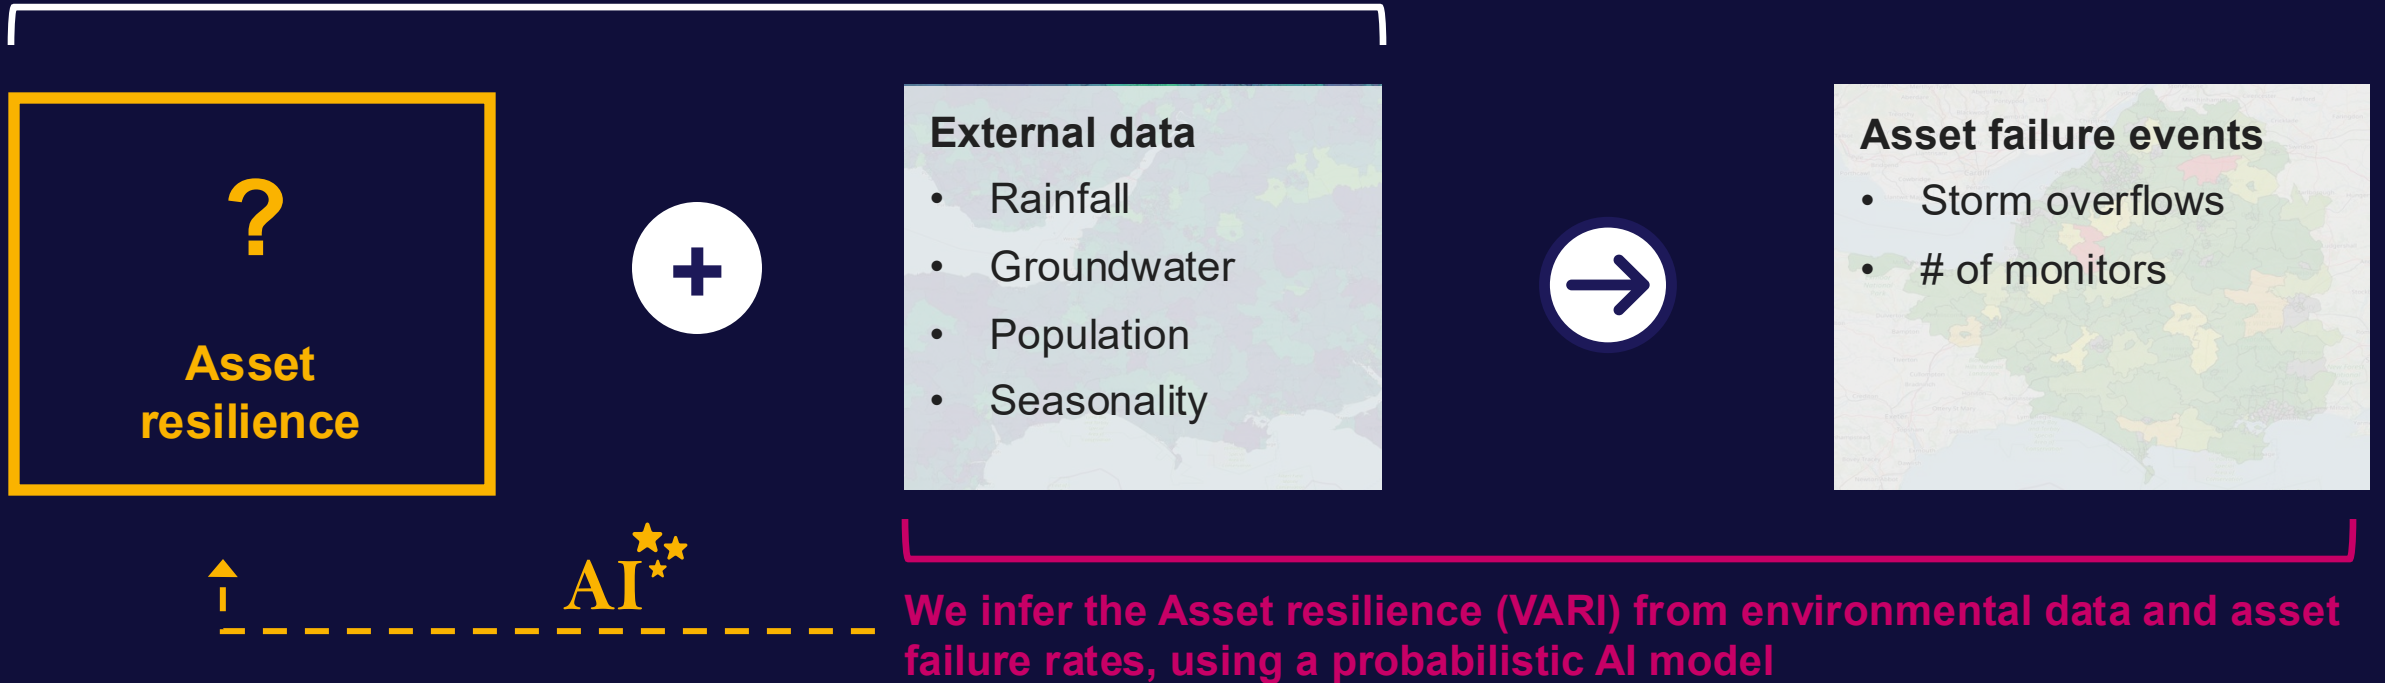 ?
Asset
resilience
+
External data
• Rainfall
• Groundwater
• Population
• Seasonality
Asset failure events
• Storm overflows
• # of monitors
AI
We infer the Asset resilience (VARI) from environmental data and asset
failure rates, using a probabilistic AI model